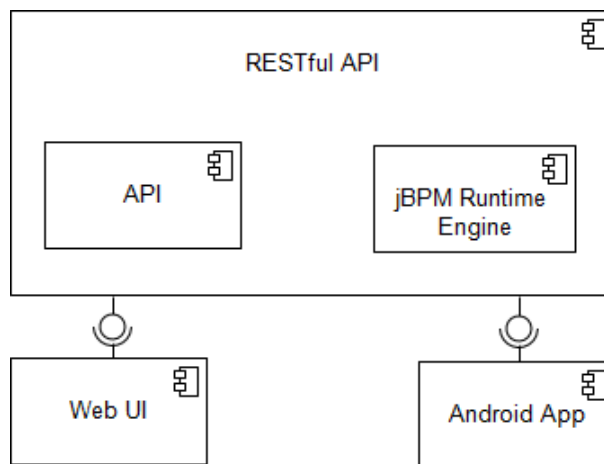 RESTful API
API
jBPM Runtime
Engine
Web UI
Android App